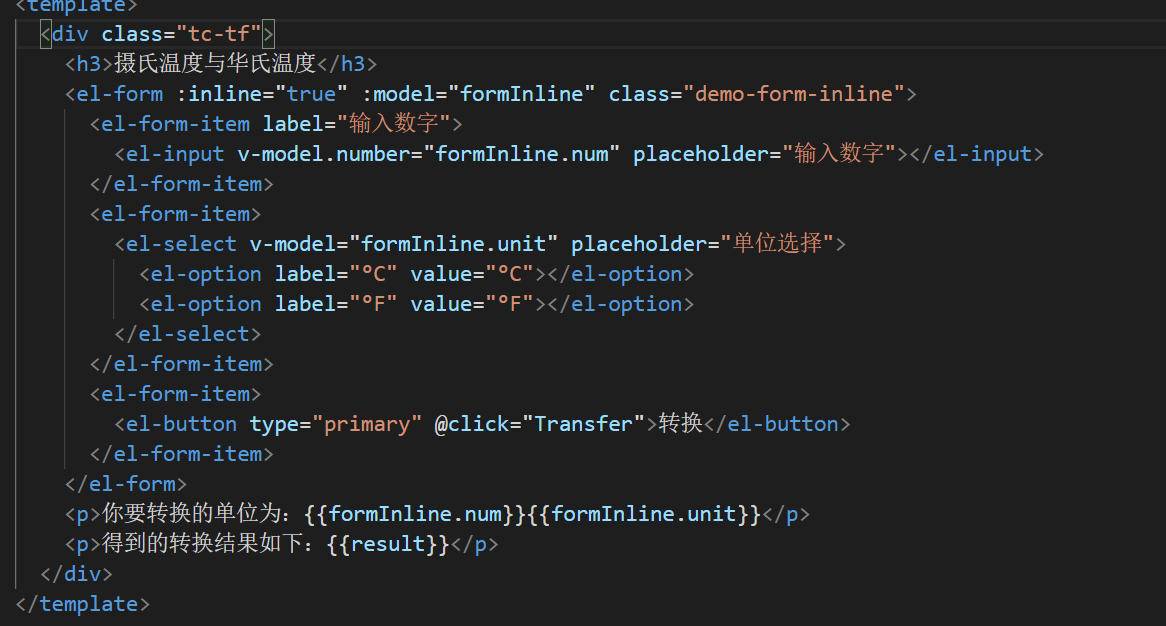 <template>
<div class="tc-tf">
<h3>摄氏温度与华氏温度</h3>
<el-form :inline="true" :model="formInline" class="demo-form-inline">
<el-form-item label="输入数字">
<el-input v-model.number="formInline.num" placeholder="输入数字"></el-input>
</el-form-item>
<el-form-item>
<el-select v-model="formInline.unit" placeholder="单位选择">
<el-option label="°C" value="°C"></el-option>
<el-option label="°F" value="°F"></el-option>
</el-select>
</el-form-item>
<el-form-item>
<el-button type="primary" @click="Transfer">转换</el-button>
</el-form-item>
</el-form>
<p>你要转换的单位为：{{formInline.num}}{{formInline.unit}}</p>
<p>得到的转换结果如下：{{result}}</p>
</div>
</template>